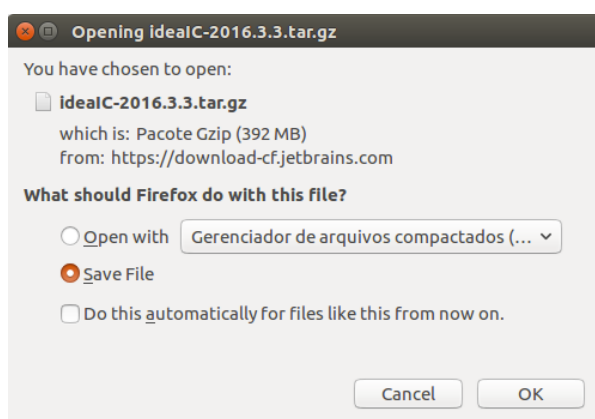 Opening ideaIC-2016.3.3.tar.gz
You have chosen to open:
ideaIC-2016.3.3.tar.gz
which is: Pacote Gzip (392 MB)
from: https://download-cf.jetbrains.com
What should Firefox do with this file?
Open with Gerenciador de arquivos compactados (...
Save File
Do this automatically for files like this from now on.
Cancel OK